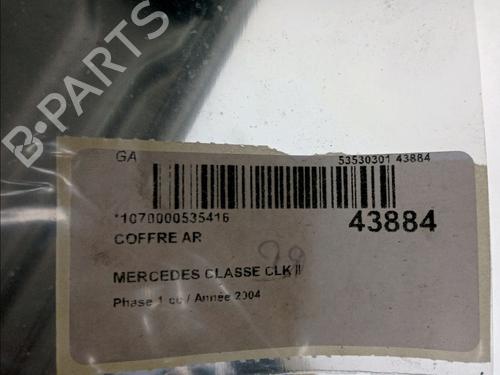 B-PARTS
GA 53530301 43884
*1070000535416 43884
COFFRE AR
MERCEDES CLASSE CLK II
Phase 1 cc / Année 2004